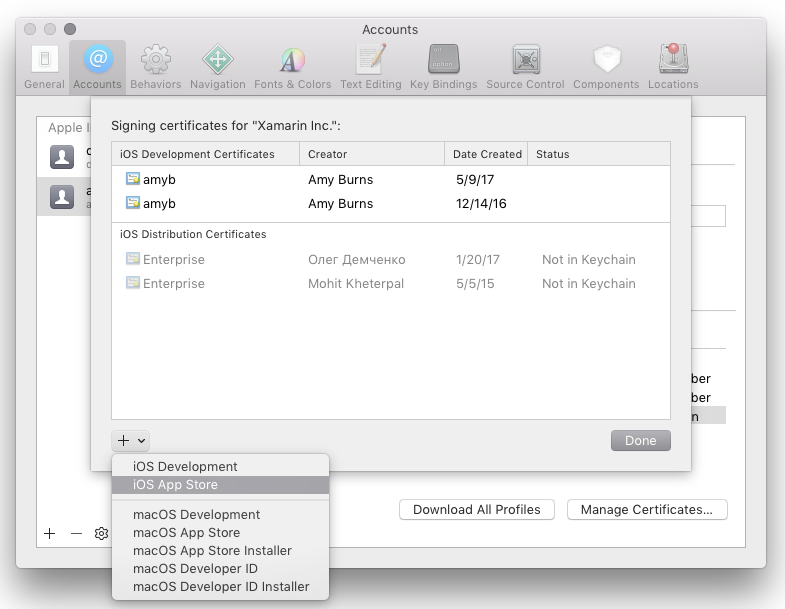 Accounts
General Accounts Behaviors Navigation Fonts & Colors Text Editing Key Bindings Source Control Components Locations
Apple I
Signing certificates for "Xamarin Inc.":
iOS Development Certificates Creator Date Created Status
amyb Amy Burns 5/9/17
amyb Amy Burns 12/14/16
iOS Distribution Certificates
Enterprise Олег Демченко 1/20/17 Not in Keychain
Enterprise Mohit Kheterpal 5/5/15 Not in Keychain
ber
ber
n
Done
iOS Development
iOS App Store
Download All Profiles Manage Certificates...
macOS Development
macOS App Store
macOS App Store Installer
macOS Developer ID
macOS Developer ID Installer